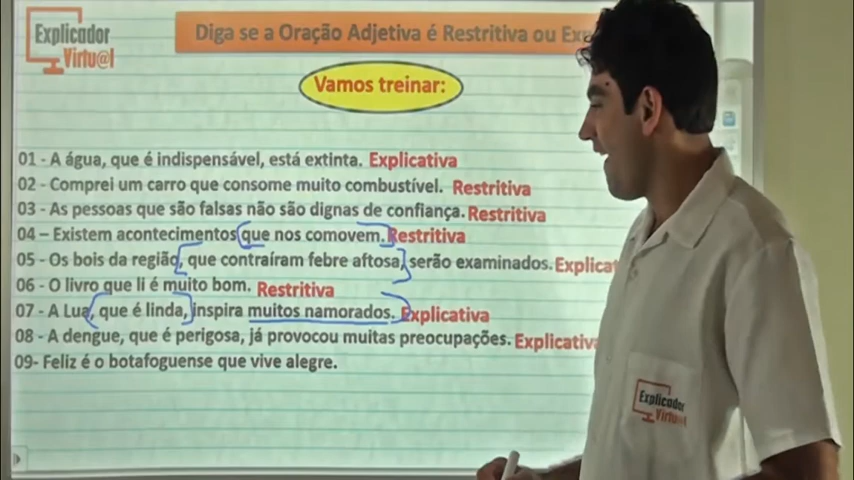 Explicador
Virtu@l
Diga se a Oração Adjetiva é Restritiva ou Ex
Vamos treinar:
01 - A água, que é indispensável, está extinta. Explicativa
02 - Comprei um carro que consome muito combustível. Restritiva
03 - As pessoas que são falsas não são dignas de confiança. Restritiva
04 – Existem acontecimentos que nos comovem. Restritiva
05 - Os bois da região, que contraíram febre aftosa, serão examinados. Explicat
06 - O livro que li é muito bom. Restritiva
07 - A Lua, que é linda, inspira muitos namorados. Explicativa
08 - A dengue, que é perigosa, já provocou muitas preocupações. Explicativa
09- Feliz é o botafoguense que vive alegre.
Explicador
Virtu@l